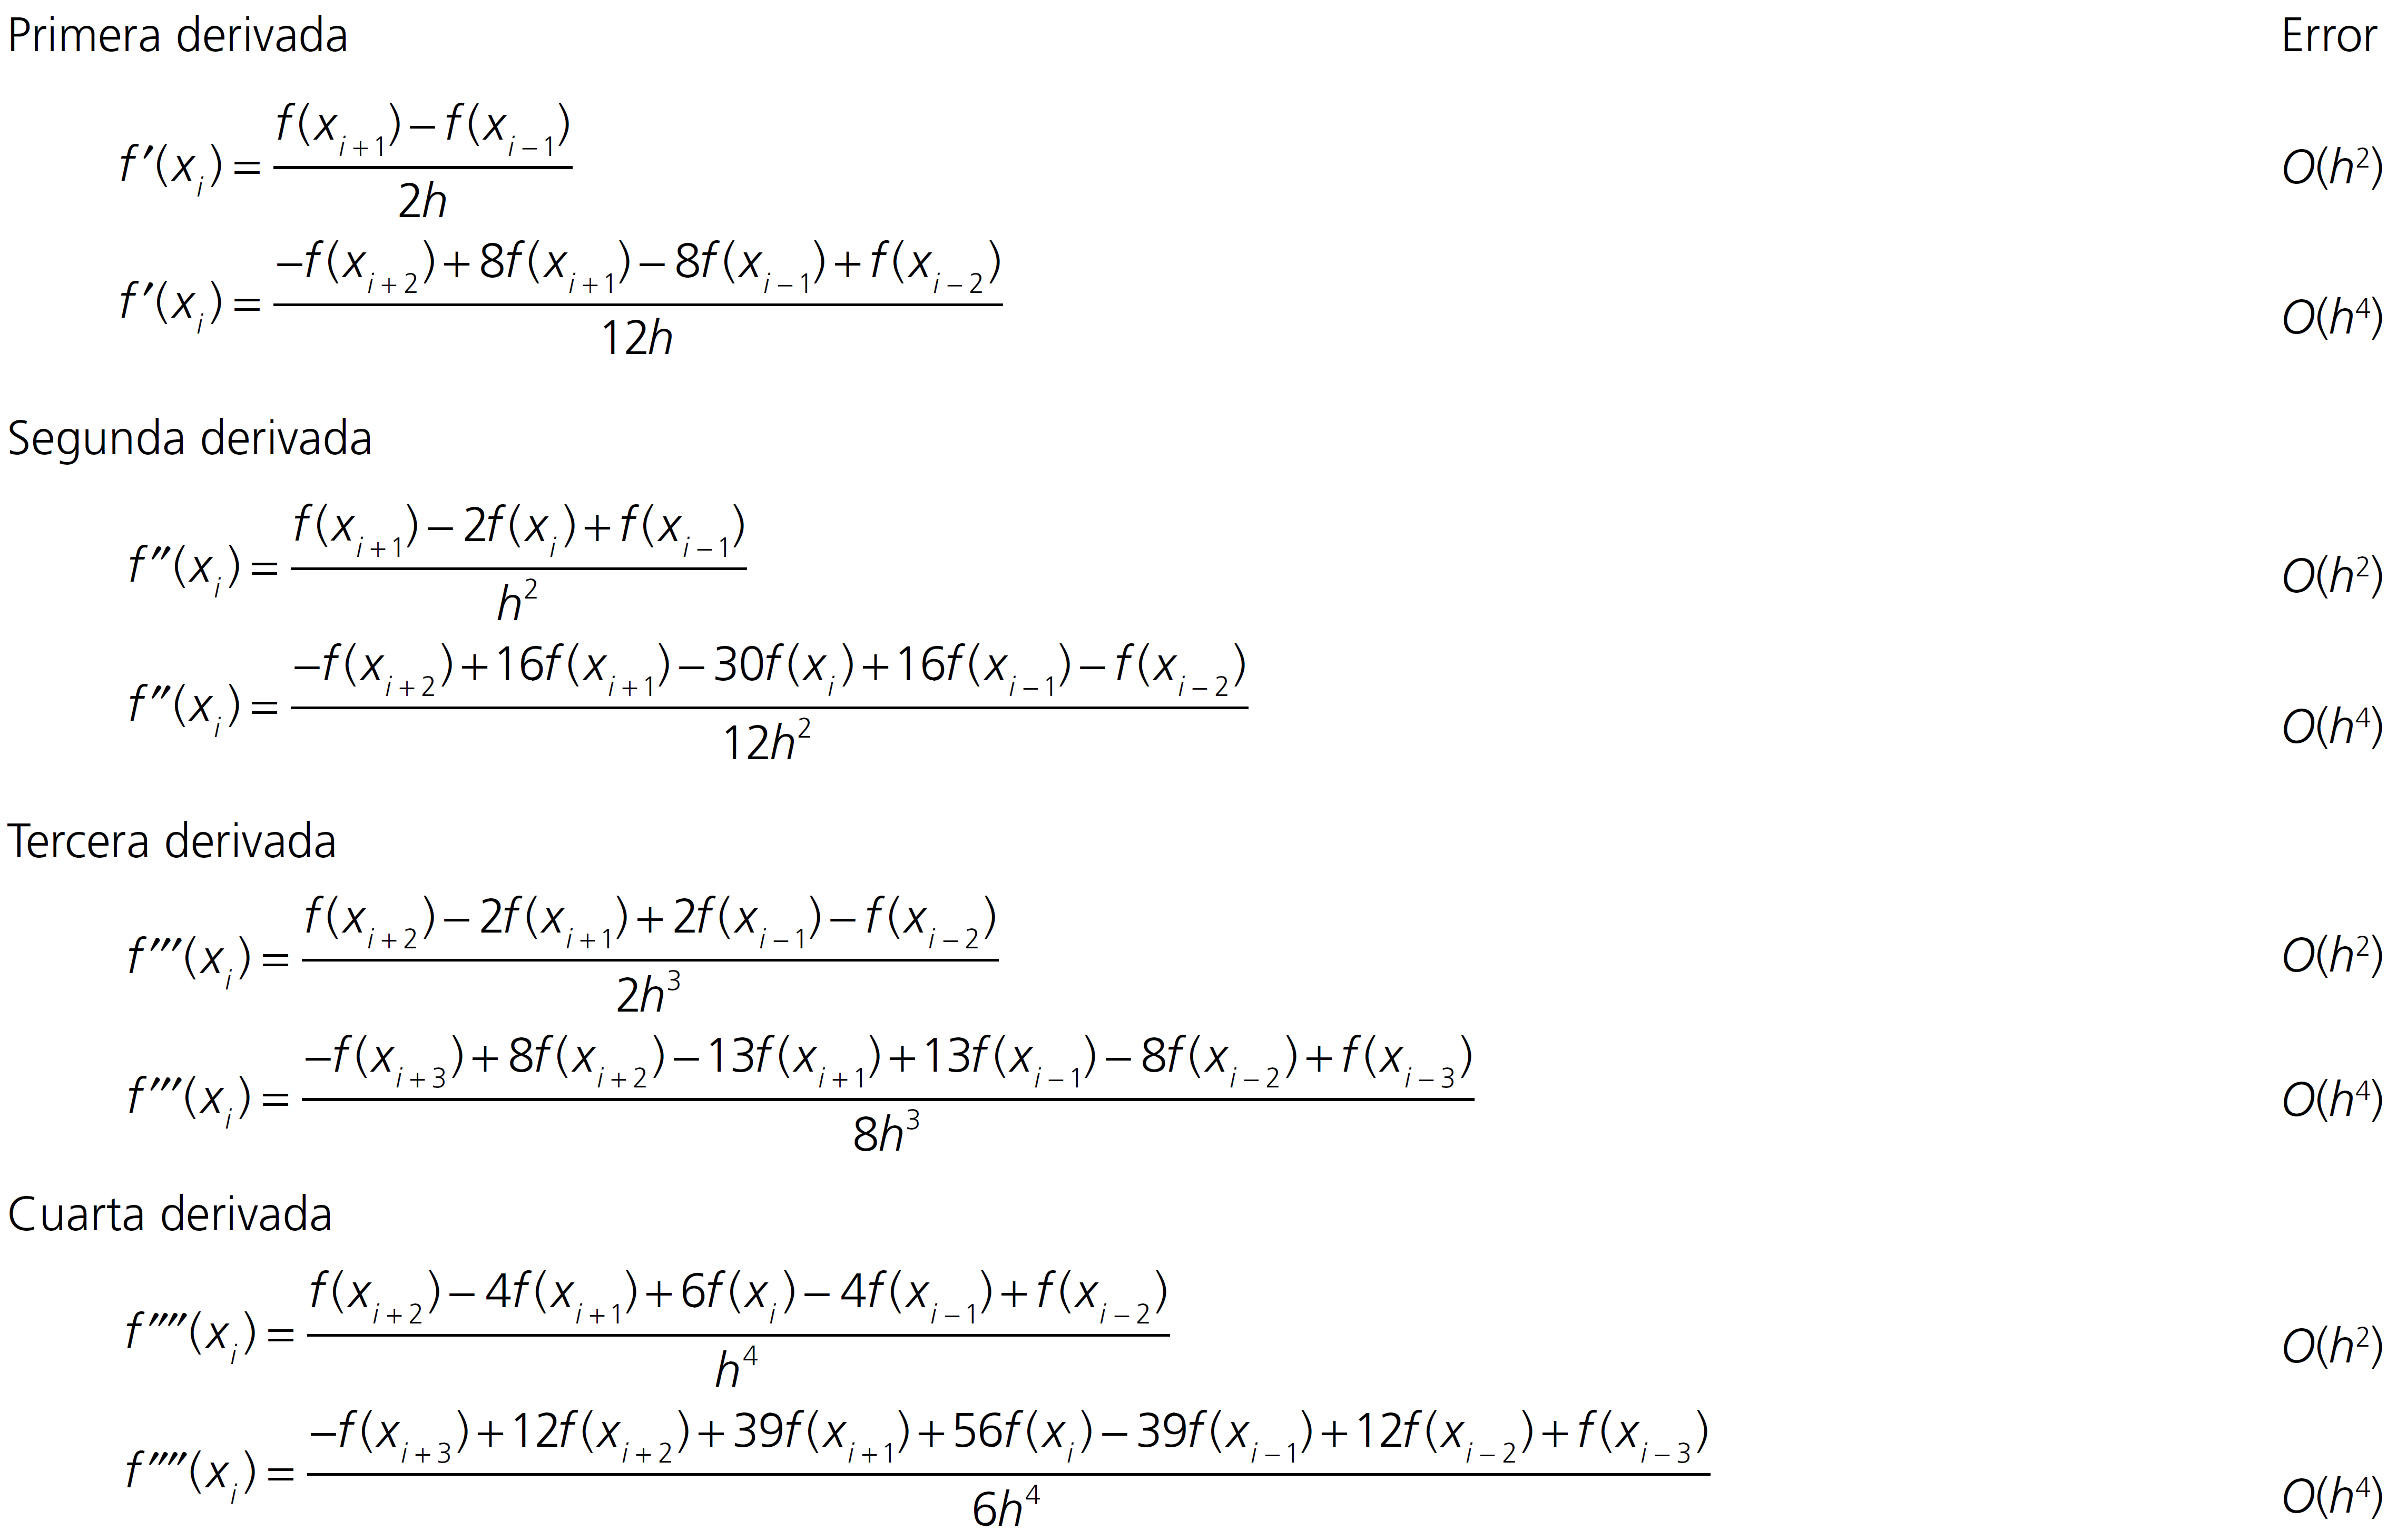 Primera derivada Error
f′(x_i) = (f(x_{i+1}) – f(x_{i–1})) / 2h O(h²)
f′(x_i) = (–f(x_{i+2}) + 8f(x_{i+1}) – 8f(x_{i–1}) + f(x_{i–2})) / 12h O(h⁴)
Segunda derivada
f″(x_i) = (f(x_{i+1}) – 2f(x_i) + f(x_{i–1})) / h² O(h²)
f″(x_i) = (–f(x_{i+2}) + 16f(x_{i+1}) – 30f(x_i) + 16f(x_{i–1}) – f(x_{i–2})) / 12h² O(h⁴)
Tercera derivada
f‴(x_i) = (f(x_{i+2}) – 2f(x_{i+1}) + 2f(x_{i–1}) – f(x_{i–2})) / 2h³ O(h²)
f‴(x_i) = (–f(x_{i+3}) + 8f(x_{i+2}) – 13f(x_{i+1}) + 13f(x_{i–1}) – 8f(x_{i–2}) + f(x_{i–3})) / 8h³ O(h⁴)
Cuarta derivada
f⁗(x_i) = (f(x_{i+2}) – 4f(x_{i+1}) + 6f(x_i) – 4f(x_{i–1}) + f(x_{i–2})) / h⁴ O(h²)
f⁗(x_i) = (–f(x_{i+3}) + 12f(x_{i+2}) + 39f(x_{i+1}) + 56f(x_i) – 39f(x_{i–1}) + 12f(x_{i–2}) + f(x_{i–3})) / 6h⁴ O(h⁴)